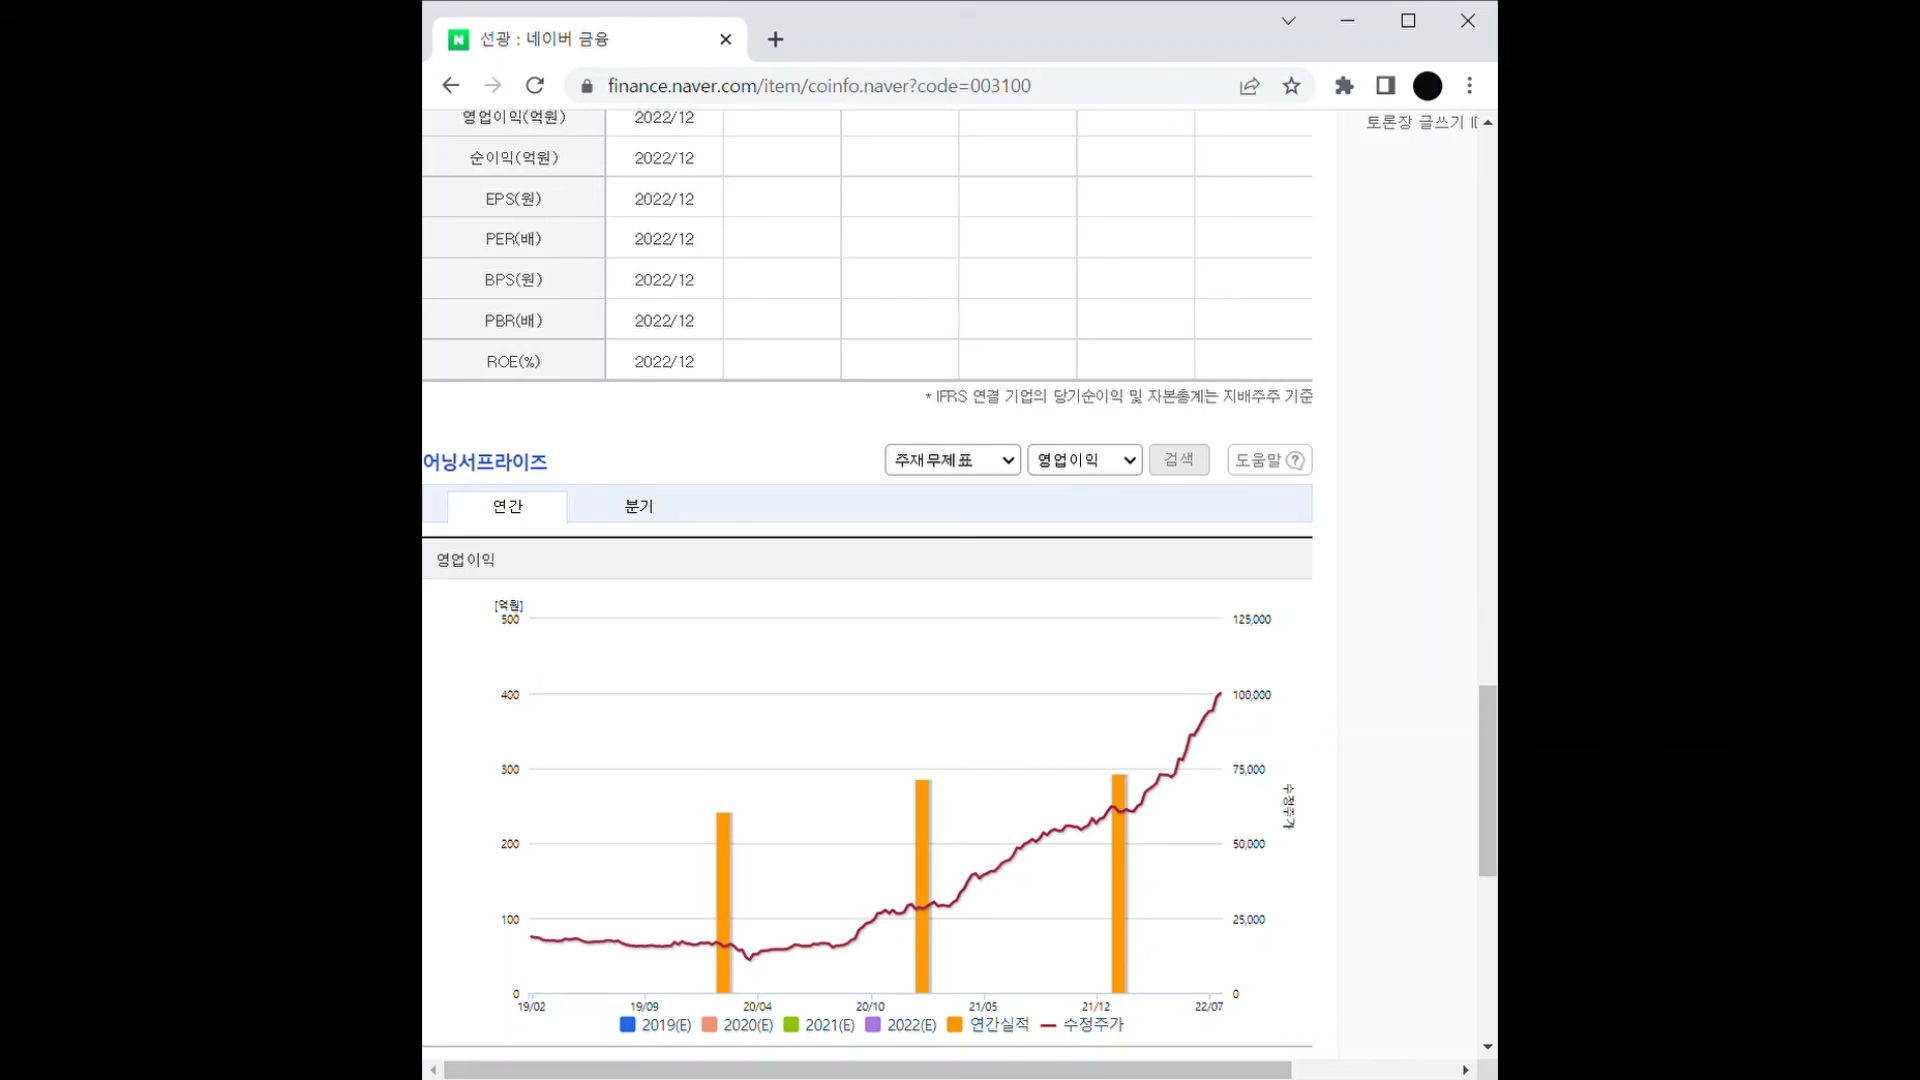 선광 : 네이버 금융
finance.naver.com/item/coinfo.naver?code=003100
토론장 글쓰기
영업이익(억원) 2022/12
순이익(억원) 2022/12
EPS(원) 2022/12
PER(배) 2022/12
BPS(원) 2022/12
PBR(배) 2022/12
ROE(%) 2022/12
* IFRS 연결 기업의 당기순이익 및 자본총계는 지배주주 기준
어닝서프라이즈 주재무제표 영업이익 검색 도움말 ?
연간 분기
영업이익
[억원]
500 125,000
400 100,000
300 75,000
수정주가
200 50,000
100 25,000
0 0
19/02 19/09 20/04 20/10 21/05 21/12 22/07
2019(E) 2020(E) 2021(E) 2022(E) 연간실적 수정주가